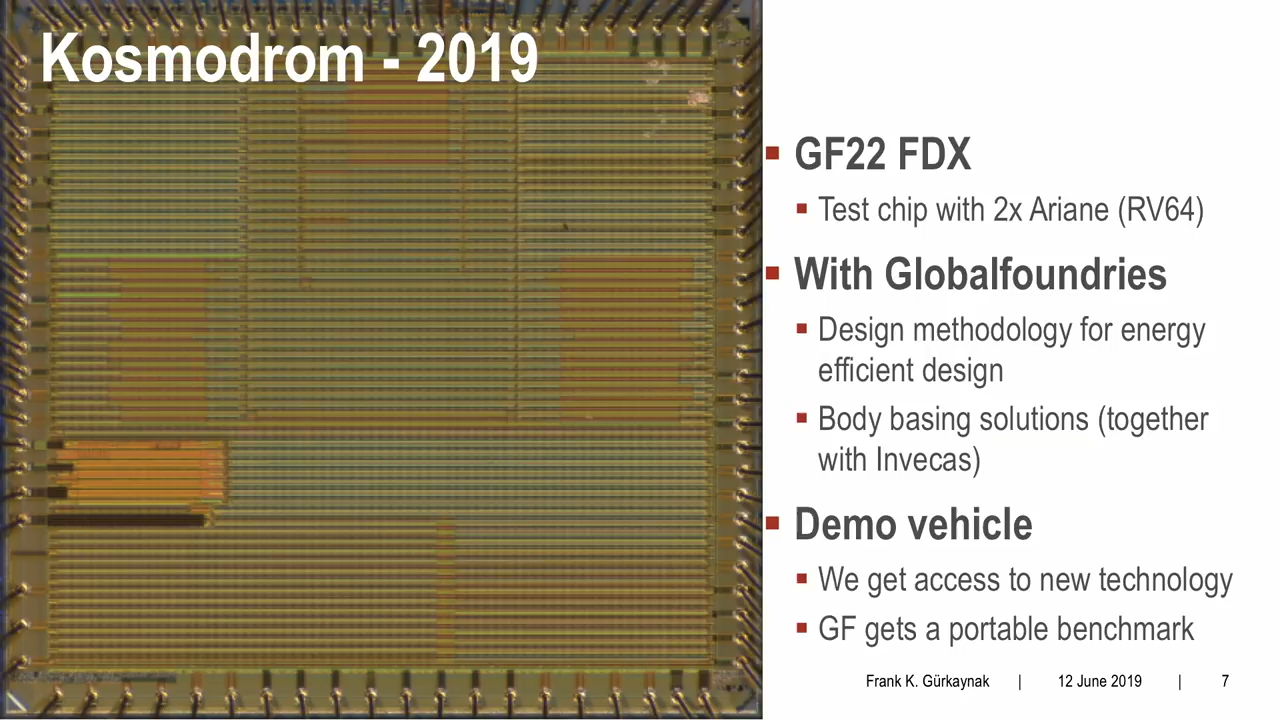 Kosmodrom - 2019
GF22 FDX
Test chip with 2x Ariane (RV64)
With Globalfoundries
Design methodology for energy
efficient design
Body basing solutions (together
with Invecas)
Demo vehicle
We get access to new technology
GF gets a portable benchmark
Frank K. Gürkaynak | 12 June 2019 | 7